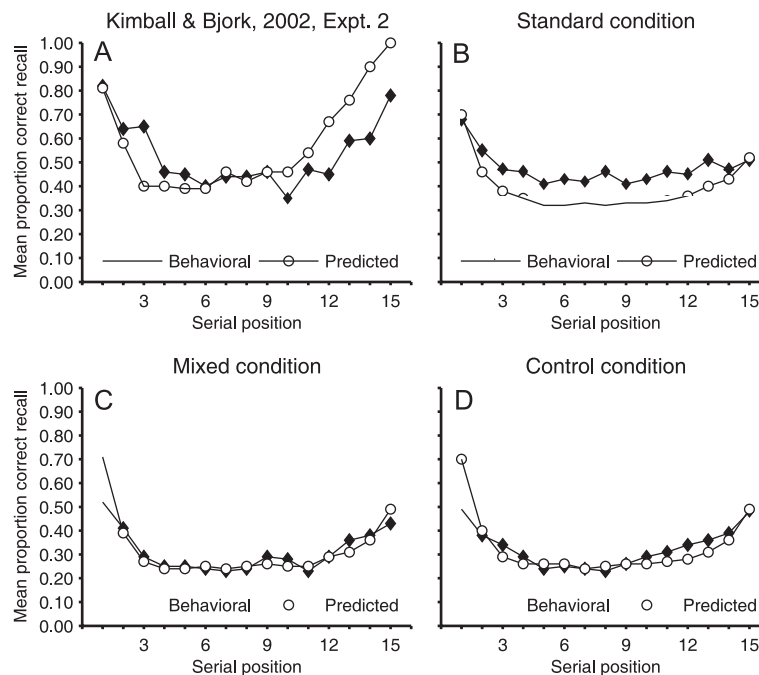 Kimball & Bjork, 2002, Expt. 2
A
Mean proportion correct recall
1.00
0.90
0.80
0.70
0.60
0.50
0.40
0.30
0.20
0.10
0.00
Behavioral
Predicted
3
6
9
12
15
Serial position
Standard condition
B
Behavioral
Predicted
3
6
9
12
15
Serial position
Mixed condition
C
Mean proportion correct recall
1.00
0.90
0.80
0.70
0.60
0.50
0.40
0.30
0.20
0.10
0.00
Behavioral
Predicted
3
6
9
12
15
Serial position
Control condition
D
Behavioral
Predicted
3
6
9
12
15
Serial position